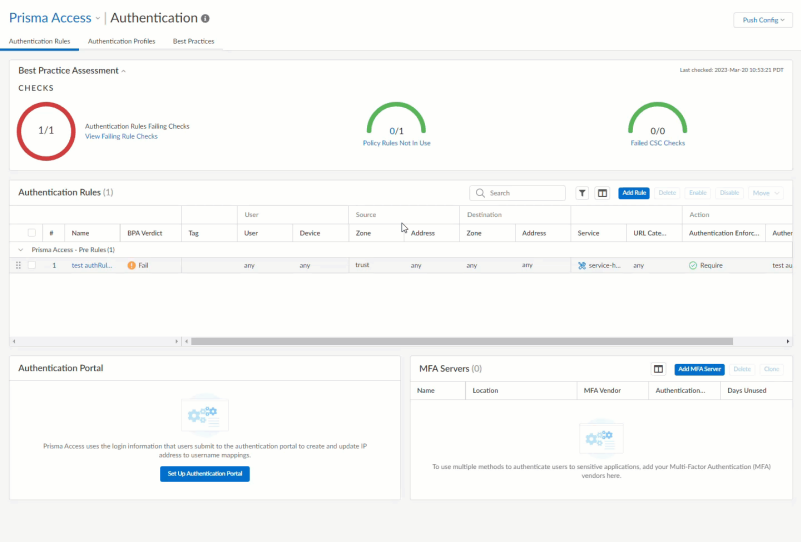 Prisma Access | Authentication
Push Config
Authentication Rules Authentication Profiles Best Practices
Best Practice Assessment
Last checked: 2023-Mar-20 10:53:21 PDT
CHECKS
1/1
Authentication Rules Failing Checks
View Failing Rule Checks
0/1
Policy Rules Not In Use
0/0
Failed CSC Checks
Authentication Rules (1)
Search
Add Rule Delete Enable Disable Move
User Source Destination Action
# Name BPA Verdict Tag User Device Zone Address Zone Address Service URL Cate... Authentication Enforc... Auther
Prisma Access - Pre Rules (1)
1 test authRul... Fail any any trust any any any service-h... any Require test au
Authentication Portal
Prisma Access uses the login information that users submit to the authentication portal to create and update IP
address to username mappings.
Set Up Authentication Portal
MFA Servers (0)
Add MFA Server Delete Clone
Name Location MFA Vendor Authentication... Days Unused
To use multiple methods to authenticate users to sensitive applications, add your Multi-Factor Authentication (MFA)
vendors here.